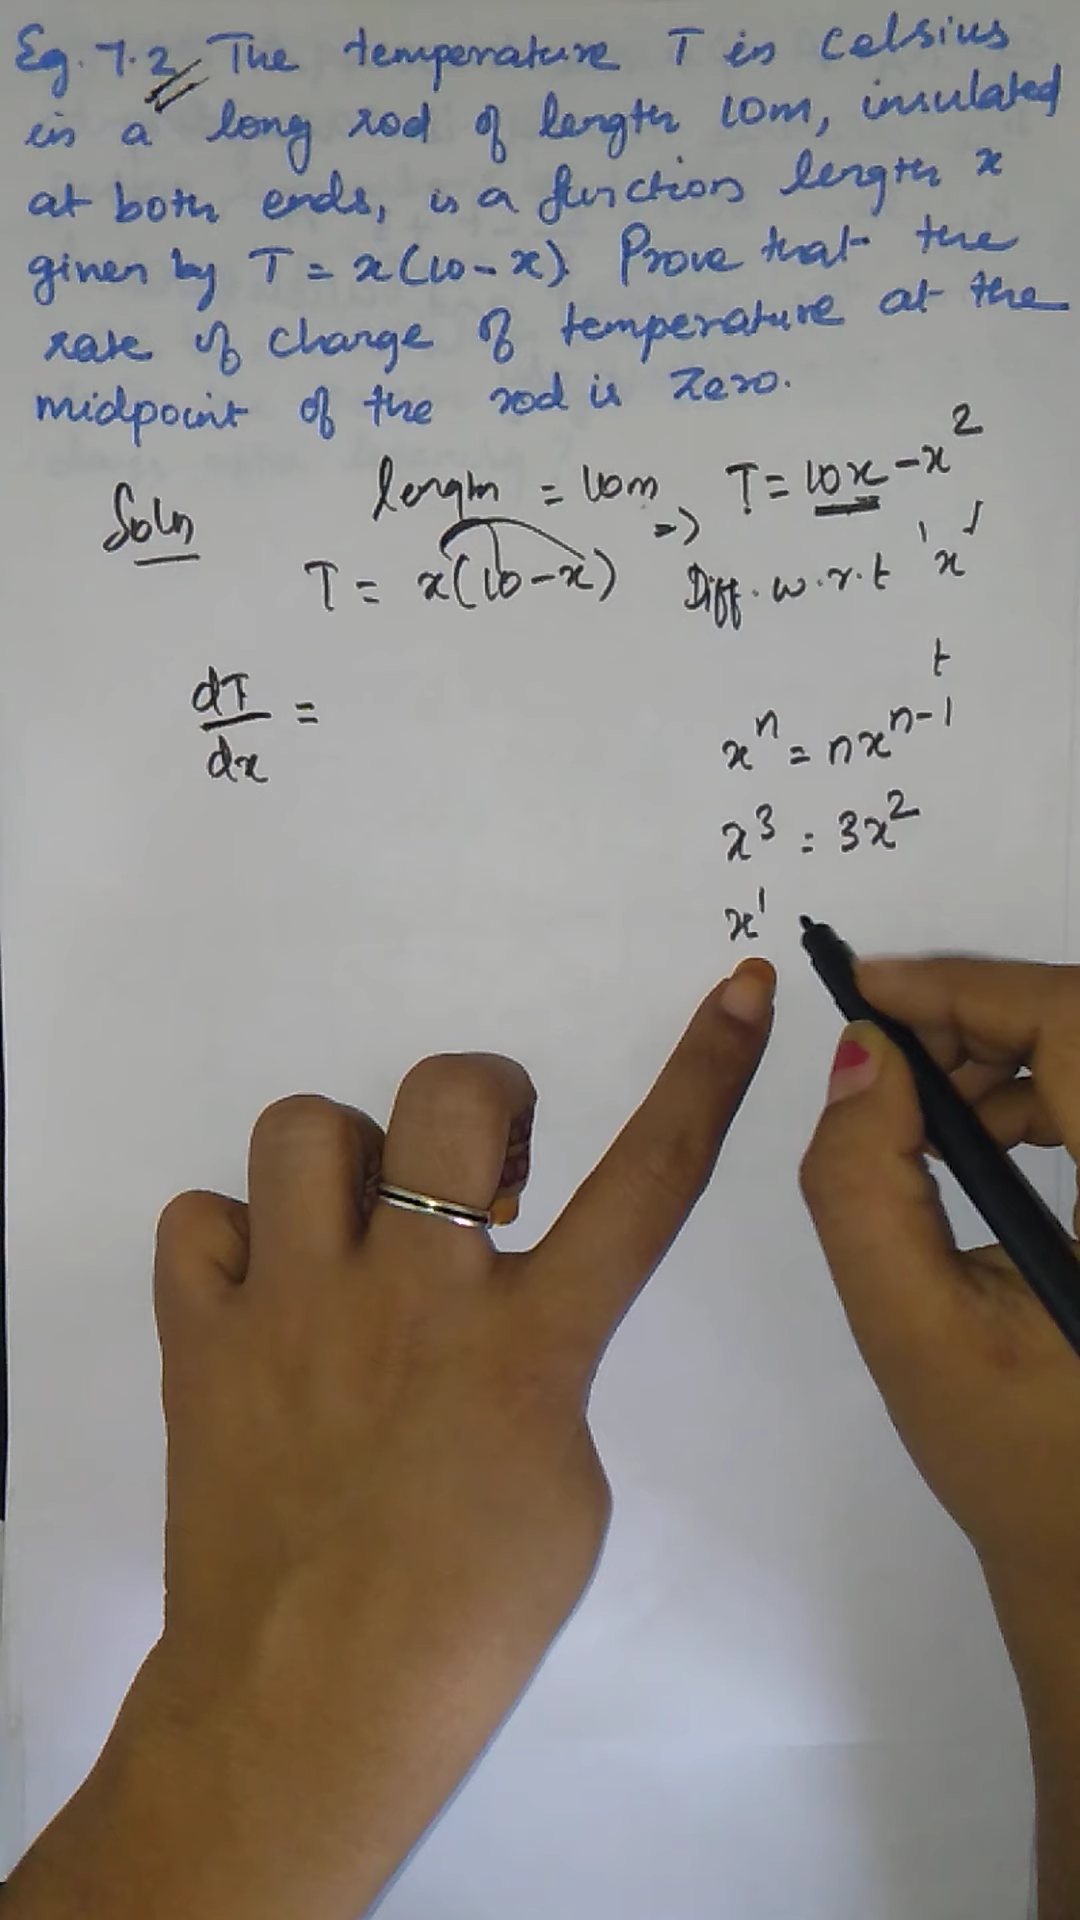 Eg. 7.2 The temperature T in Celsius
in a long rod of length 10m, insulated
at both ends, is a function length x
given by T = x(10-x). Prove that the
rate of change of temperature at the
midpoint of the rod is zero.
Soln length = 10m => T = 10x - x²
T = x(10-x) Diff. w.r.t 'x'
t
dT/dx =
xⁿ = nxⁿ⁻¹
x³ = 3x²
x¹